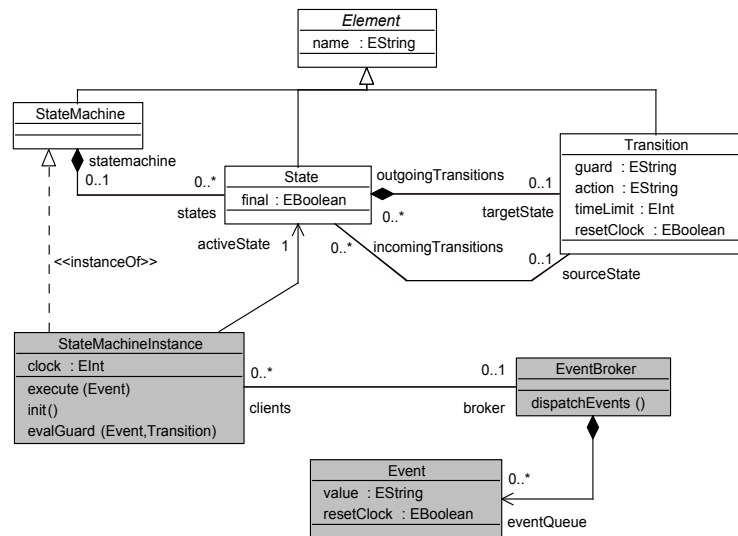 Element
name : EString
StateMachine
statemachine
0..1
0..*
states
State
final : EBoolean
outgoingTransitions
0..*
0..1
targetState
Transition
guard : EString
action : EString
timeLimit : EInt
resetClock : EBoolean
activeState
1
0..*
incomingTransitions
0..1
sourceState
<<instanceOf>>
StateMachineInstance
clock : EInt
execute (Event)
init()
evalGuard (Event,Transition)
0..*
clients
0..1
broker
EventBroker
dispatchEvents ()
Event
value : EString
resetClock : EBoolean
0..*
eventQueue